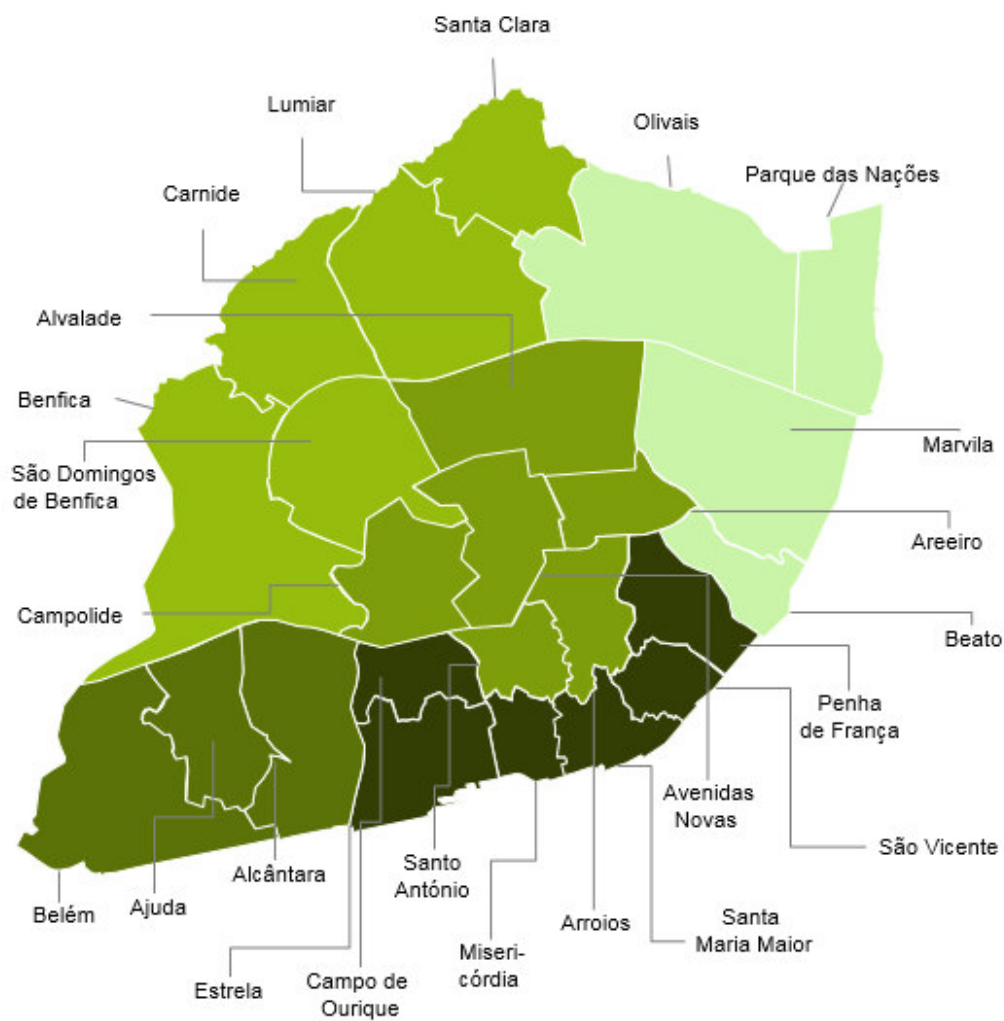 Santa Clara
Lumiar
Olivais
Parque das Nações
Carnide
Alvalade
Benfica
Marvila
São Domingos
de Benfica
Areeiro
Campolide
Beato
Penha
de França
Avenidas
Novas
São Vicente
Santo
António
Alcântara
Ajuda
Belém
Arroios
Santa
Maria Maior
Miseri-
córdia
Campo de
Ourique
Estrela